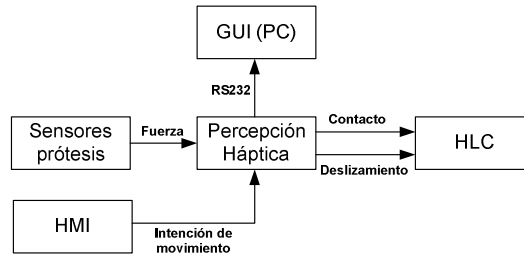 GUI (PC)
RS232
Sensores
prótesis
Fuerza
Percepción
Háptica
Contacto
Deslizamiento
HLC
HMI
Intención de
movimiento